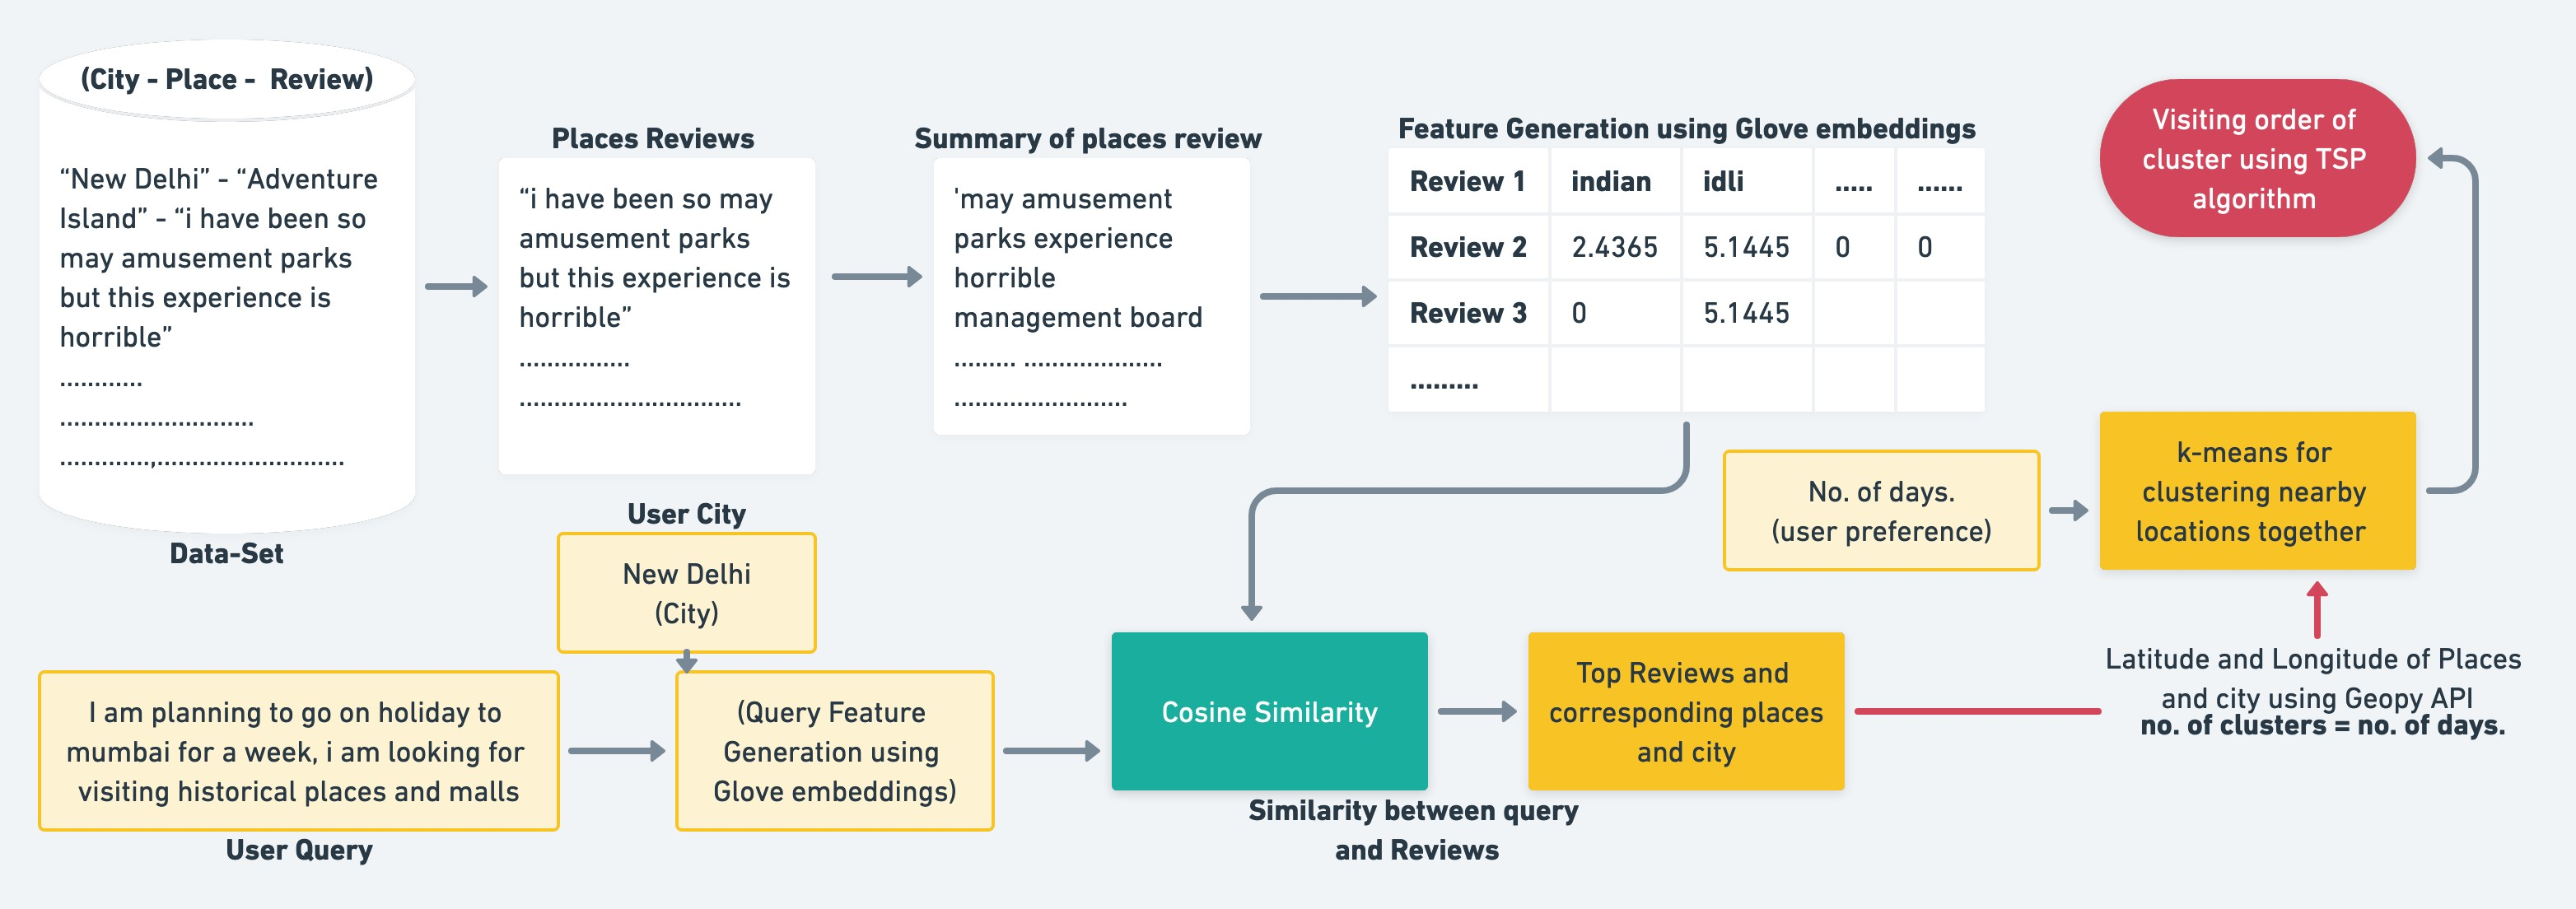 (City - Place -  Review)
“New Delhi” - “Adventure
Island” - “i have been so
may amusement parks
but this experience is
horrible”
............
............................
.............,...........................
Data-Set
Places Reviews
“i have been so may
amusement parks
but this experience is
horrible”
................
................................
Summary of places review
'may amusement
parks experience
horrible
management board
......... ....................
.........................
Feature Generation using Glove embeddings
Review 1 indian idli ..... ......
Review 2 2.4365 5.1445 0 0
Review 3 0 5.1445
.........
Visiting order of
cluster using TSP
algorithm
No. of days.
(user preference)
k-means for
clustering nearby
locations together
User City
New Delhi
(City)
I am planning to go on holiday to
mumbai for a week, i am looking for
visiting historical places and malls
User Query
(Query Feature
Generation using
Glove embeddings)
Cosine Similarity
Similarity between query
and Reviews
Top Reviews and
corresponding places
and city
Latitude and Longitude of Places
and city using Geopy API
no. of clusters = no. of days.